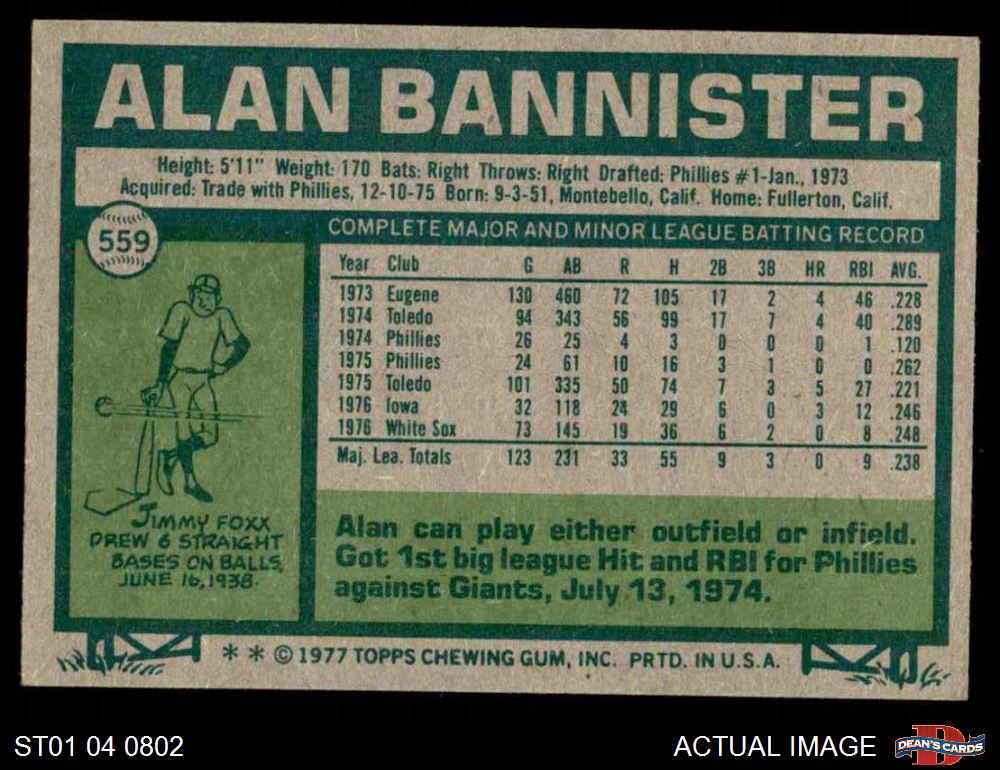 ALAN BANNISTER
Height: 5'11" Weight: 170 Bats: Right Throws: Right Drafted: Phillies #1-Jan., 1973
Acquired: Trade with Phillies, 12-10-75 Born: 9-3-51, Montebello, Calif. Home: Fullerton, Calif.
559
COMPLETE MAJOR AND MINOR LEAGUE BATTING RECORD
Year Club G AB R H 2B 3B HR RBI AVG.
1973 Eugene 130 460 72 105 17 2 4 46 .228
1974 Toledo 94 343 56 99 17 7 4 40 .289
1974 Phillies 26 25 4 3 0 0 0 1 .120
1975 Phillies 24 61 10 16 3 1 0 0 .262
1975 Toledo 101 335 50 74 7 3 5 27 .221
1976 Iowa 32 118 24 29 6 0 3 12 .246
1976 White Sox 73 145 19 36 6 2 0 8 .248
Maj. Lea. Totals 123 231 33 55 9 3 0 9 .238
JIMMY FOXX
DREW 6 STRAIGHT
BASES ON BALLS,
JUNE 16, 1938.
Alan can play either outfield or infield.
Got 1st big league Hit and RBI for Phillies
against Giants, July 13, 1974.
* * © 1977 TOPPS CHEWING GUM, INC. PRTD. IN U.S.A.
ST01 04 0802
ACTUAL IMAGE
D
DEAN'S CARDS